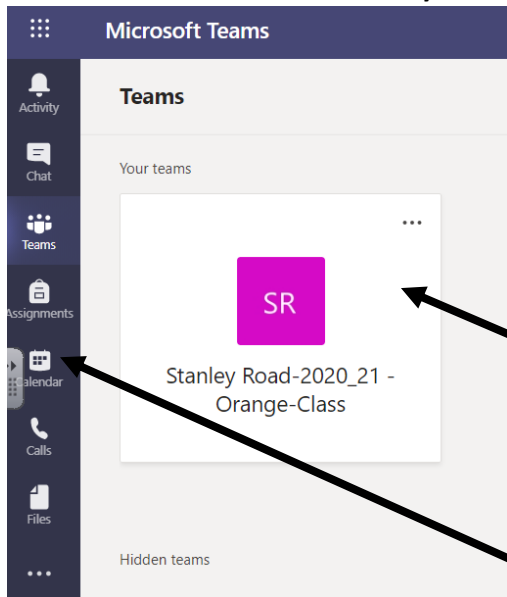 Microsoft Teams
Activity
Teams
Chat
Your teams
Teams
SR
Assignments
Stanley Road-2020_21 -
Orange-Class
alendar
Calls
Files
Hidden teams